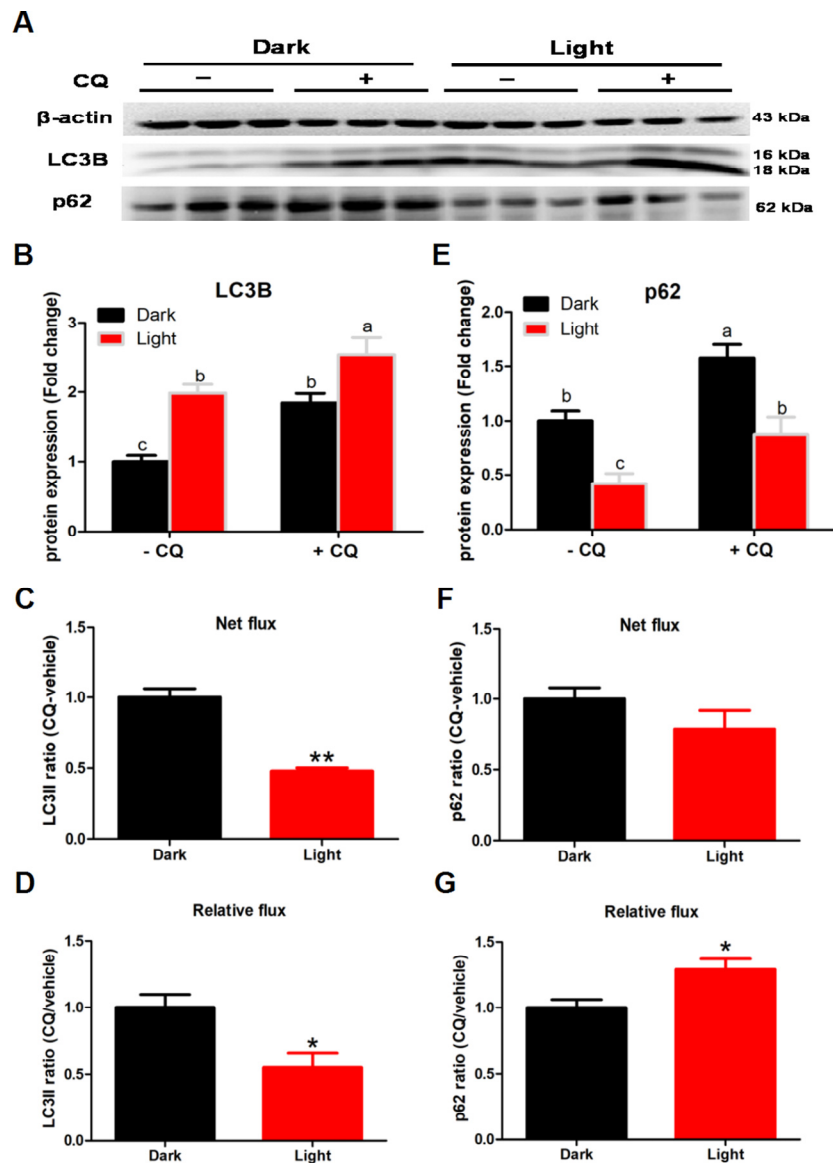 A
Dark Light
CQ − + − +
β-actin 43 kDa
LC3B 16 kDa
18 kDa
p62 62 kDa
B
LC3B
Dark
Light
protein expression (Fold change)
3
2
1
0
c b b a
- CQ + CQ
E
p62
Dark
Light
protein expression (Fold change)
2.0
1.5
1.0
0.5
0.0
b c a b
- CQ + CQ
C
Net flux
LC3II ratio (CQ-vehicle)
1.5
1.0
0.5
0.0
**
Dark Light
F
Net flux
p62 ratio (CQ-vehicle)
1.5
1.0
0.5
0.0
Dark Light
D
Relative flux
LC3II ratio (CQ/vehicle)
1.5
1.0
0.5
0.0
*
Dark Light
G
Relative flux
p62 ratio (CQ/vehicle)
1.5
1.0
0.5
0.0
*
Dark Light